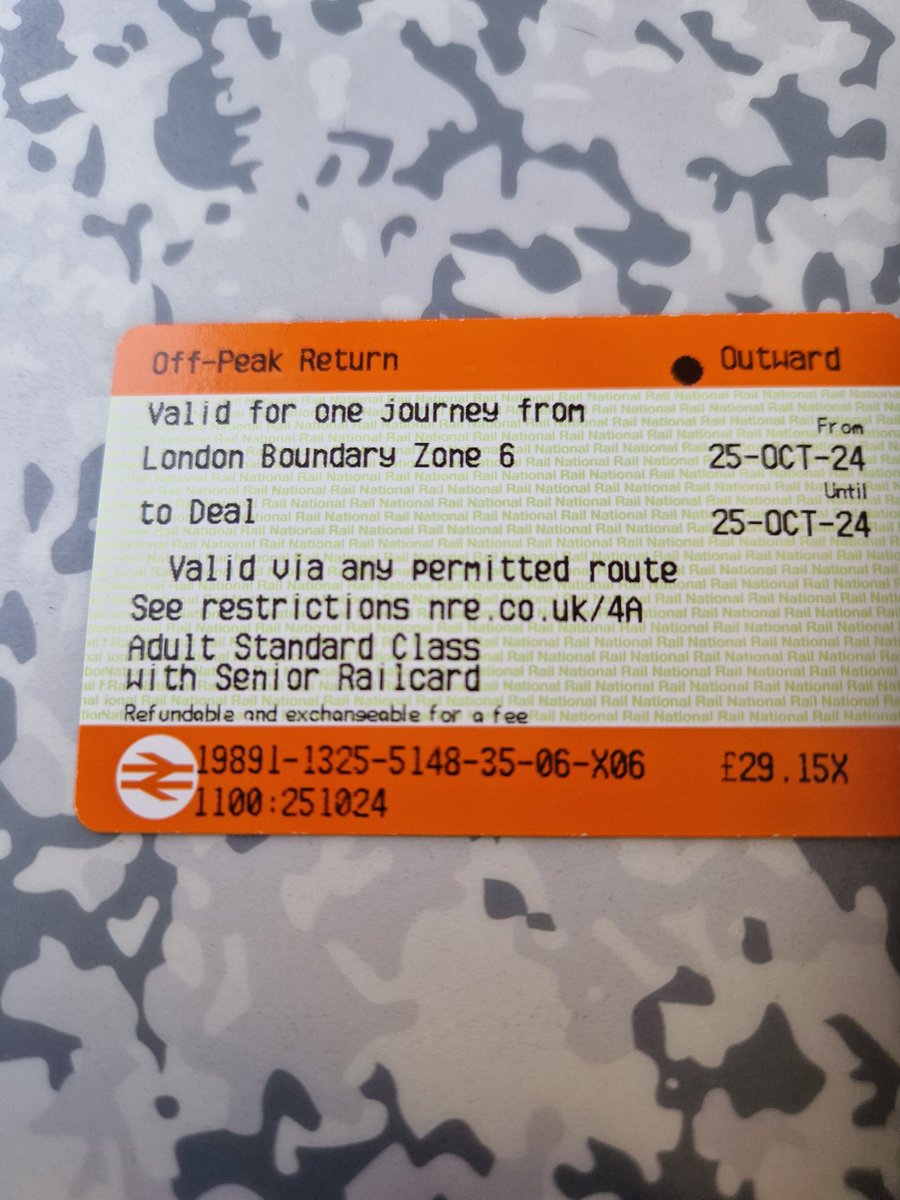 Off-Peak Return Outward
Valid for one journey from
From
London Boundary Zone 6 25-OCT-24
Until
to Deal 25-OCT-24
Valid via any permitted route
See restrictions nre.co.uk/4A
Adult Standard Class
with Senior Railcard
Refundable and exchangeable for a fee
19891-1325-5148-35-06-X06 £29.15X
1100:251024